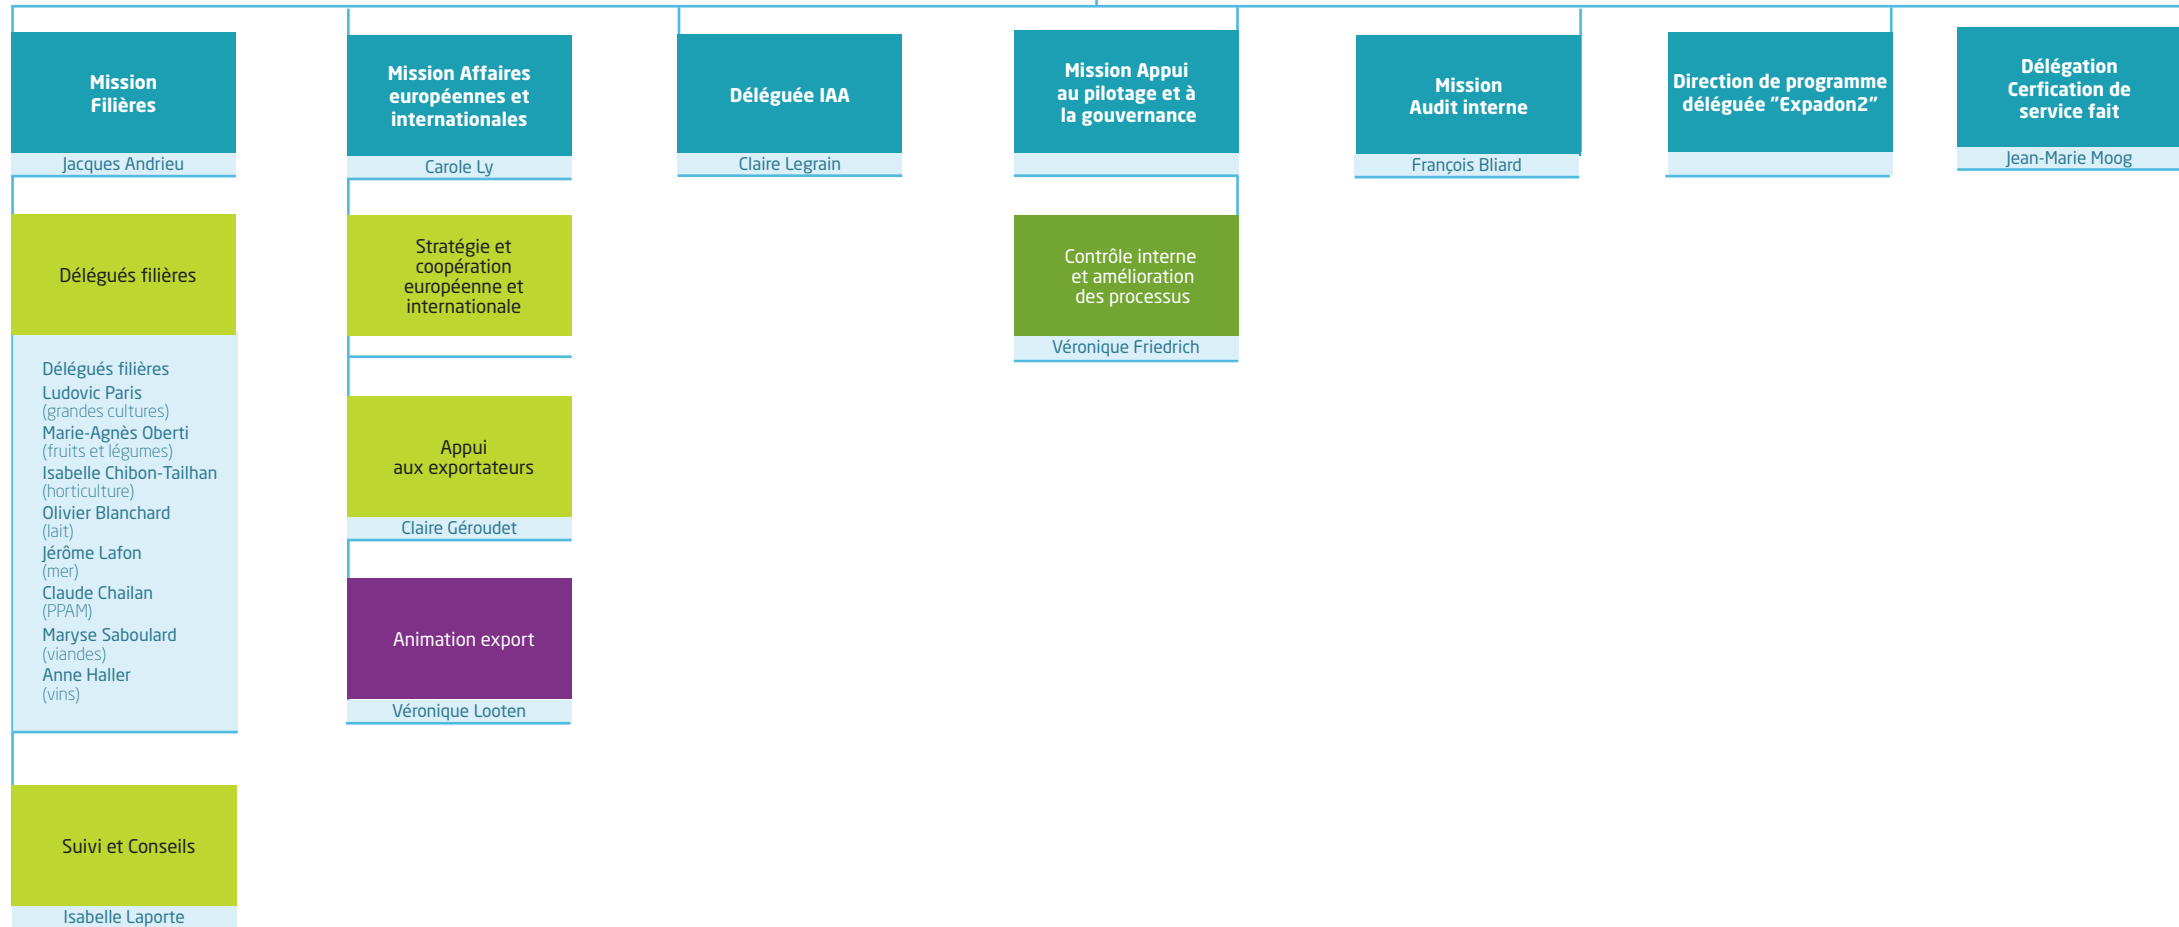 Mission
Filières
Jacques Andrieu
Délégués filières
Délégués filières
Ludovic Paris
(grandes cultures)
Marie-Agnès Oberti
(fruits et légumes)
Isabelle Chibon-Tailhan
(horticulture)
Olivier Blanchard
(lait)
Jérôme Lafon
(mer)
Claude Chailan
(PPAM)
Maryse Saboulard
(viandes)
Anne Haller
(vins)
Suivi et Conseils
Isabelle Laporte
Mission Affaires
européennes et
internationales
Carole Ly
Stratégie et
coopération
européenne et
internationale
Appui
aux exportateurs
Claire Géroudet
Animation export
Véronique Looten
Déléguée IAA
Claire Legrain
Mission Appui
au pilotage et à
la gouvernance
Contrôle interne
et amélioration
des processus
Véronique Friedrich
Mission
Audit interne
François Bliard
Direction de programme
déléguée "Expadon2"
Délégation
Cerfication de
service fait
Jean-Marie Moog